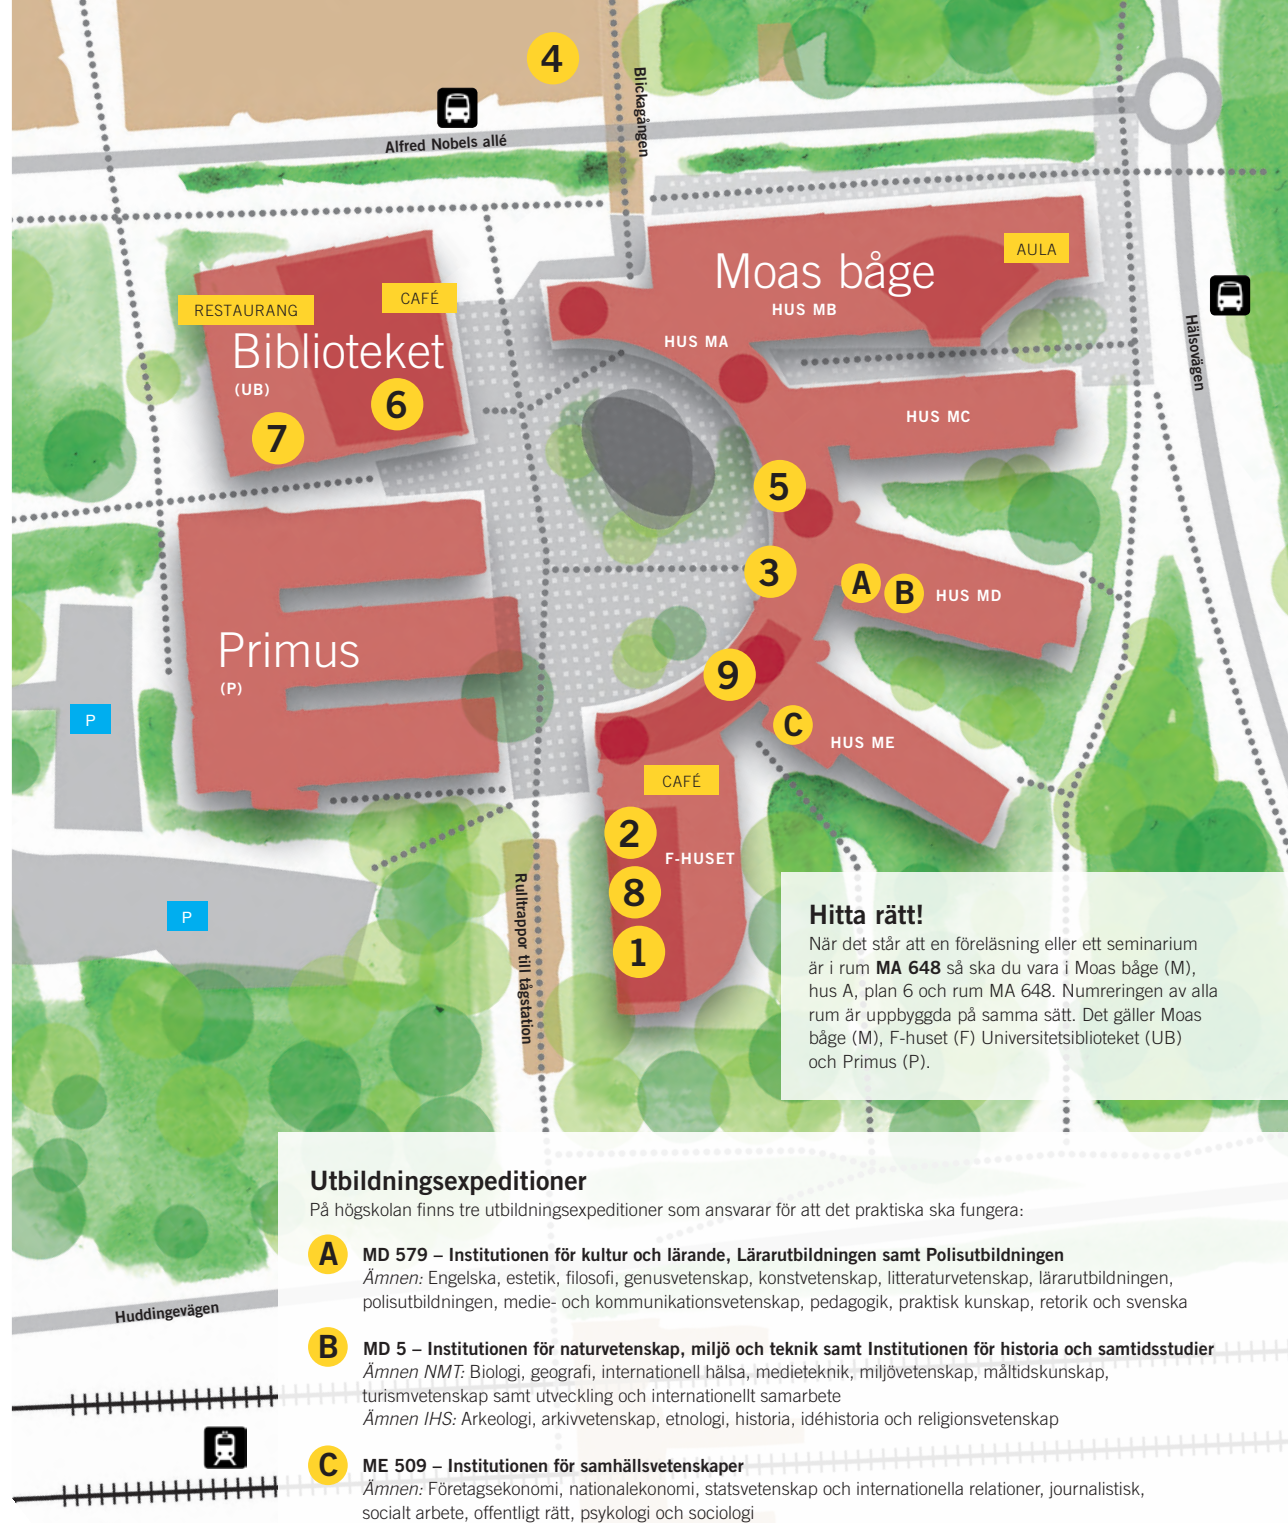 4
Blickagången
Alfred Nobels allé
AULA
Moas båge
HUS MB
CAFÉ
RESTAURANG
Biblioteket
(UB)
HUS MA
Hälsovägen
6
7
HUS MC
5
3
A
B
HUS MD
Primus
(P)
9
P
C
HUS ME
CAFÉ
2
F-HUSET
8
P
1
Rulltrappor till tågstation
Hitta rätt!
När det står att en föreläsning eller ett seminarium
är i rum MA 648 så ska du vara i Moas båge (M),
hus A, plan 6 och rum MA 648. Numreringen av alla
rum är uppbyggda på samma sätt. Det gäller Moas
båge (M), F-huset (F) Universitetsiblioteket (UB)
och Primus (P).
Utbildningsexpeditioner
På högskolan finns tre utbildningsexpeditioner som ansvarar för att det praktiska ska fungera:
A MD 579 – Institutionen för kultur och lärande, Lärarutbildningen samt Polisutbildningen
Ämnen: Engelska, estetik, filosofi, genusvetenskap, konstvetenskap, litteraturvetenskap, lärarutbildningen,
polisutbildningen, medie- och kommunikationsvetenskap, pedagogik, praktisk kunskap, retorik och svenska
Huddingevägen
B MD 5 – Institutionen för naturvetenskap, miljö och teknik samt Institutionen för historia och samtidsstudier
Ämnen NMT: Biologi, geografi, internationell hälsa, medieteknik, miljövetenskap, måltidskunskap,
turismvetenskap samt utveckling och internationellt samarbete
Ämnen IHS: Arkeologi, arkivvetenskap, etnologi, historia, idéhistoria och religionsvetenskap
C ME 509 – Institutionen för samhällsvetenskaper
Ämnen: Företagsekonomi, nationalekonomi, statsvetenskap och internationella relationer, journalistisk,
socialt arbete, offentligt rätt, psykologi och sociologi